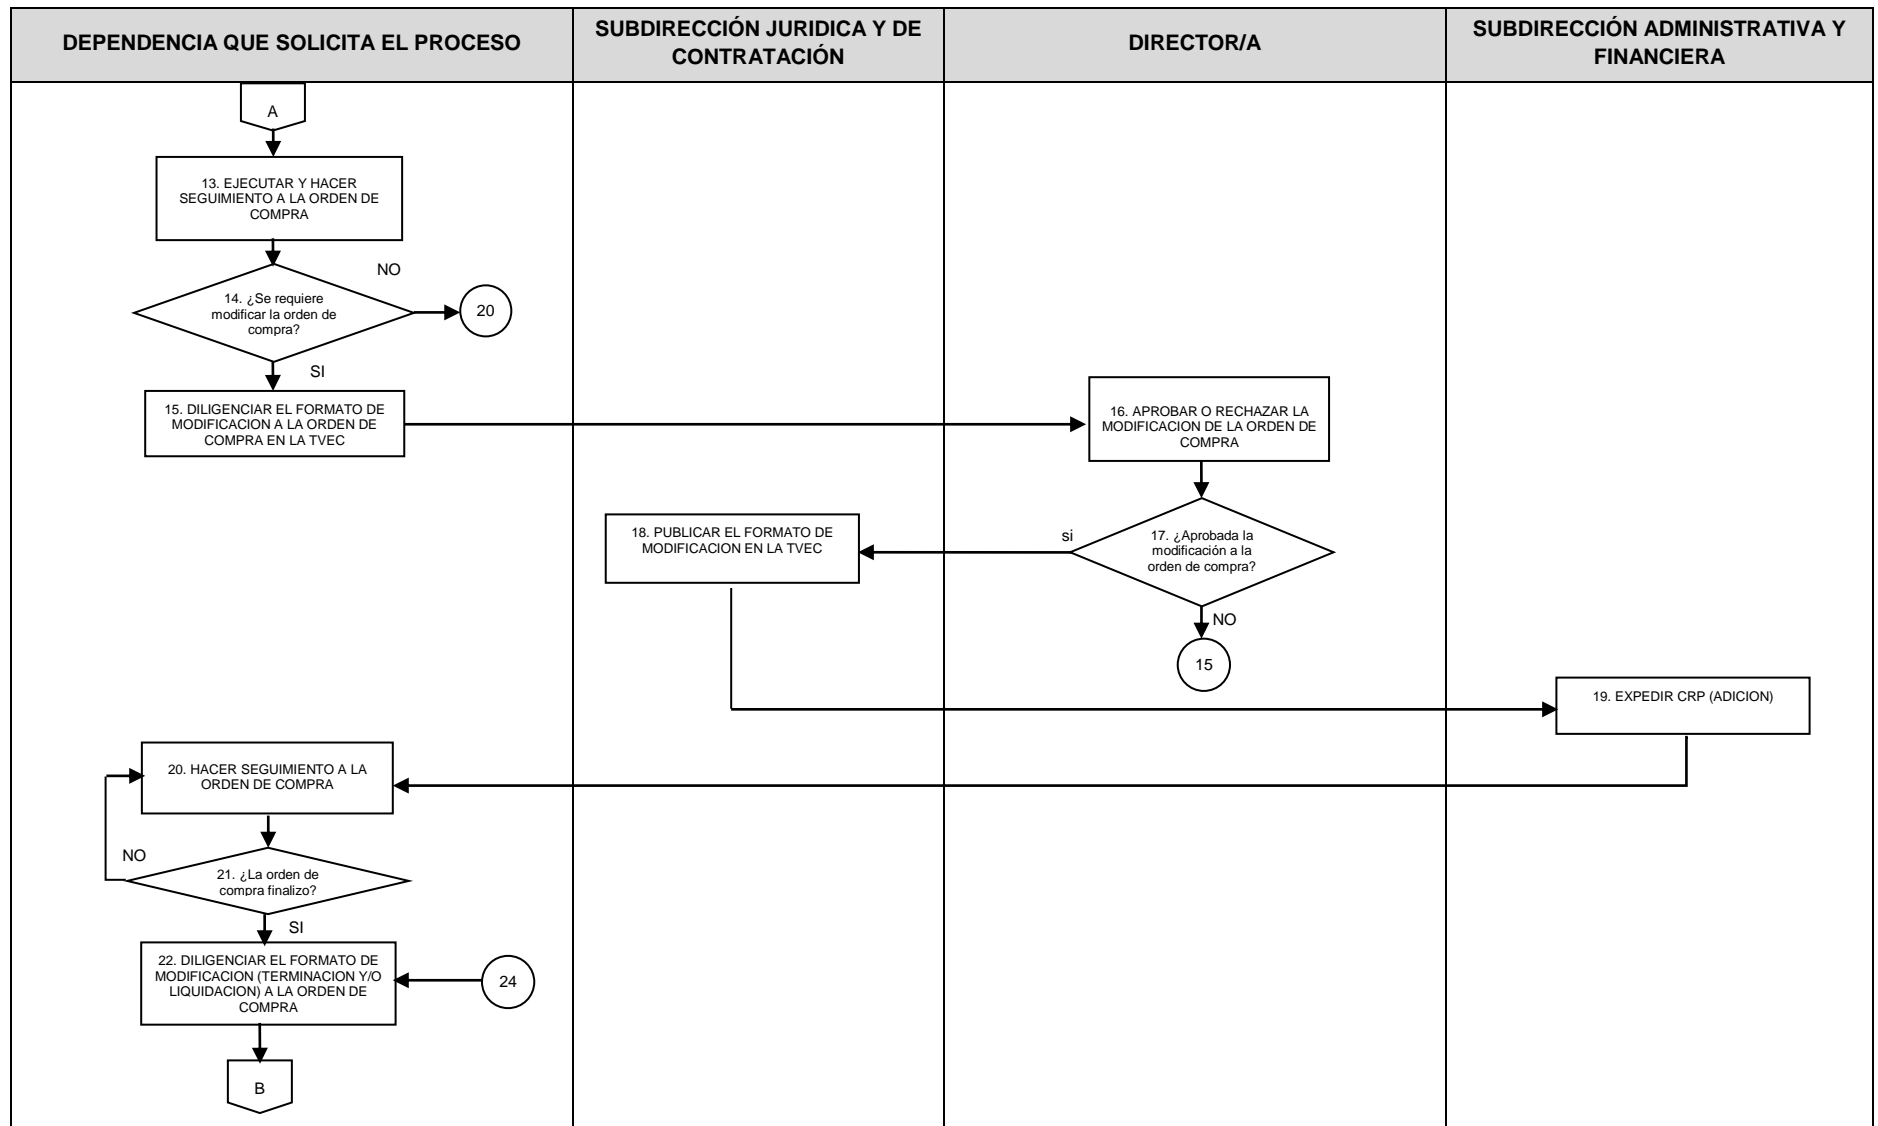 DEPENDENCIA QUE SOLICITA EL PROCESO
SUBDIRECCIÓN JURIDICA Y DE
CONTRATACIÓN
DIRECTOR/A
SUBDIRECCIÓN ADMINISTRATIVA Y
FINANCIERA
A
13. EJECUTAR Y HACER
SEGUIMIENTO A LA ORDEN DE
COMPRA
NO
14. ¿Se requiere
modificar la orden de
compra?
20
SI
15. DILIGENCIAR EL FORMATO DE
MODIFICACION A LA ORDEN DE
COMPRA EN LA TVEC
16. APROBAR O RECHAZAR LA
MODIFICACION DE LA ORDEN DE
COMPRA
18. PUBLICAR EL FORMATO DE
MODIFICACION EN LA TVEC
si
17. ¿Aprobada la
modificación a la
orden de compra?
NO
15
19. EXPEDIR CRP (ADICION)
20. HACER SEGUIMIENTO A LA
ORDEN DE COMPRA
NO
21. ¿La orden de
compra finalizo?
SI
22. DILIGENCIAR EL FORMATO DE
MODIFICACION (TERMINACION Y/O
LIQUIDACION) A LA ORDEN DE
COMPRA
24
B